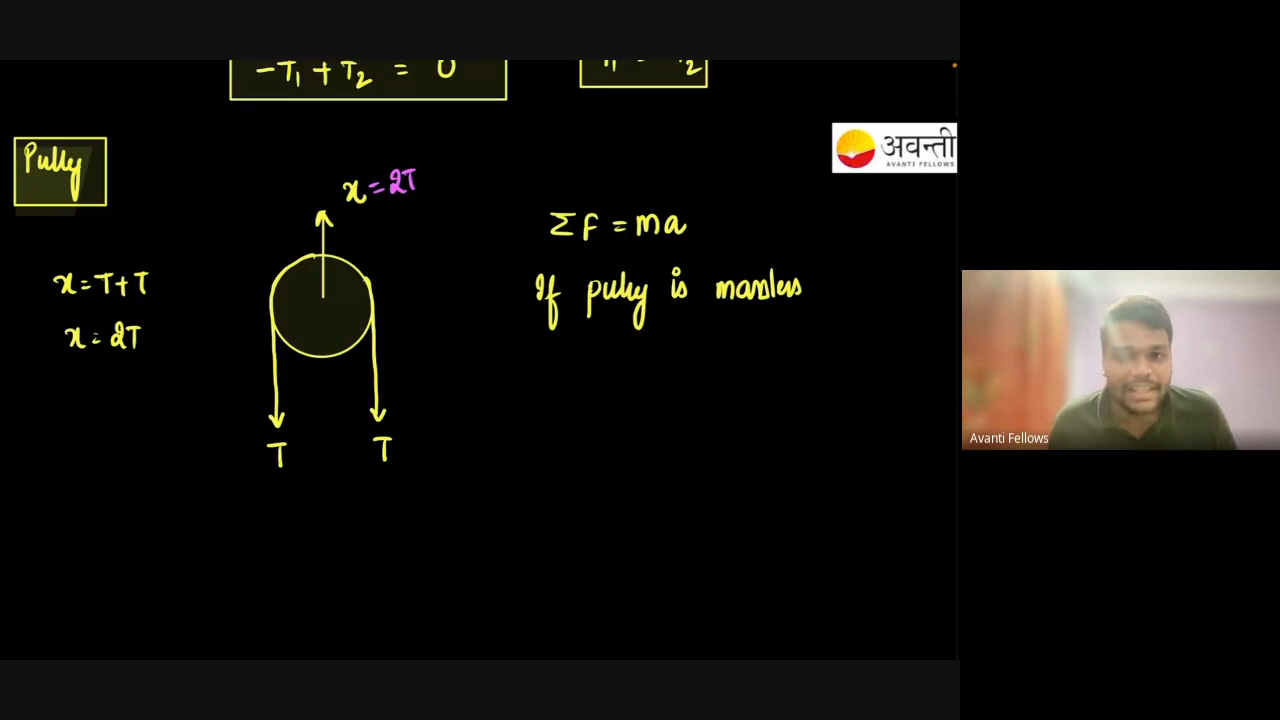 -T₁ + T₂ = 0
Pully
अवन्ती
AVANTI FELLOWS
x = 2T
ΣF = ma
x = T + T
If pully is massless
x = 2T
T
T
Avanti Fellows